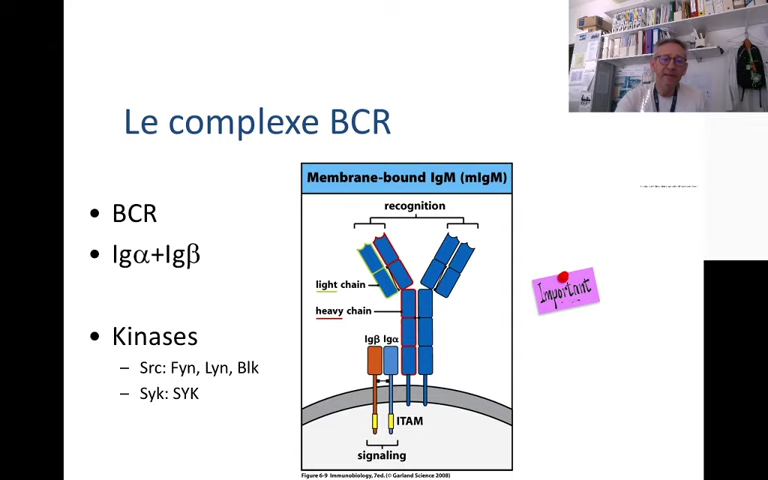 Le complexe BCR
• BCR
• Igα+Igβ
• Kinases
– Src: Fyn, Lyn, Blk
– Syk: SYK
Membrane-bound IgM (mIgM)
recognition
light chain
heavy chain
Igβ Igα
ITAM
signaling
Figure 6-9 Immunobiology, 7ed. (© Garland Science 2008)
Important